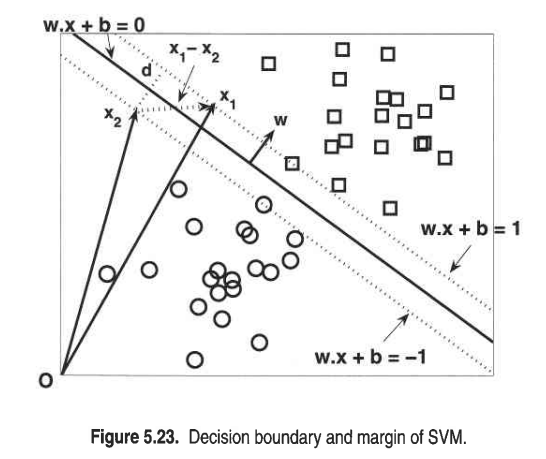 w.x + b = 0
x1 – x2
d
x1
x2
w
w.x + b = 1
w.x + b = –1
O
Figure 5.23. Decision boundary and margin of SVM.